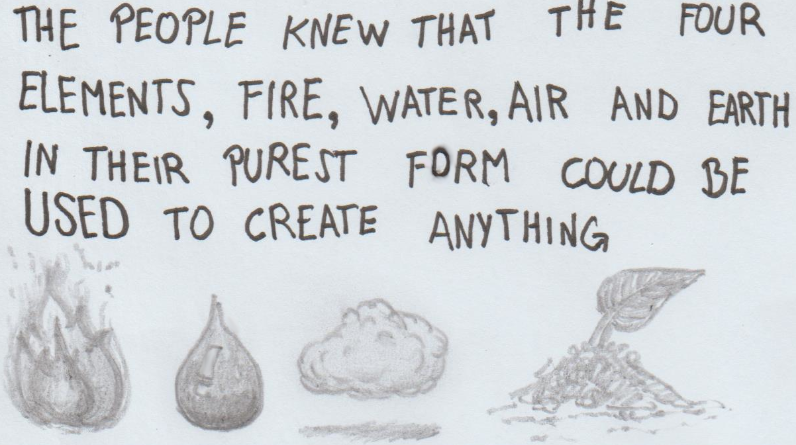 THE PEOPLE KNEW THAT THE FOUR
ELEMENTS, FIRE, WATER, AIR AND EARTH
IN THEIR PUREST FORM COULD BE
USED TO CREATE ANYTHING